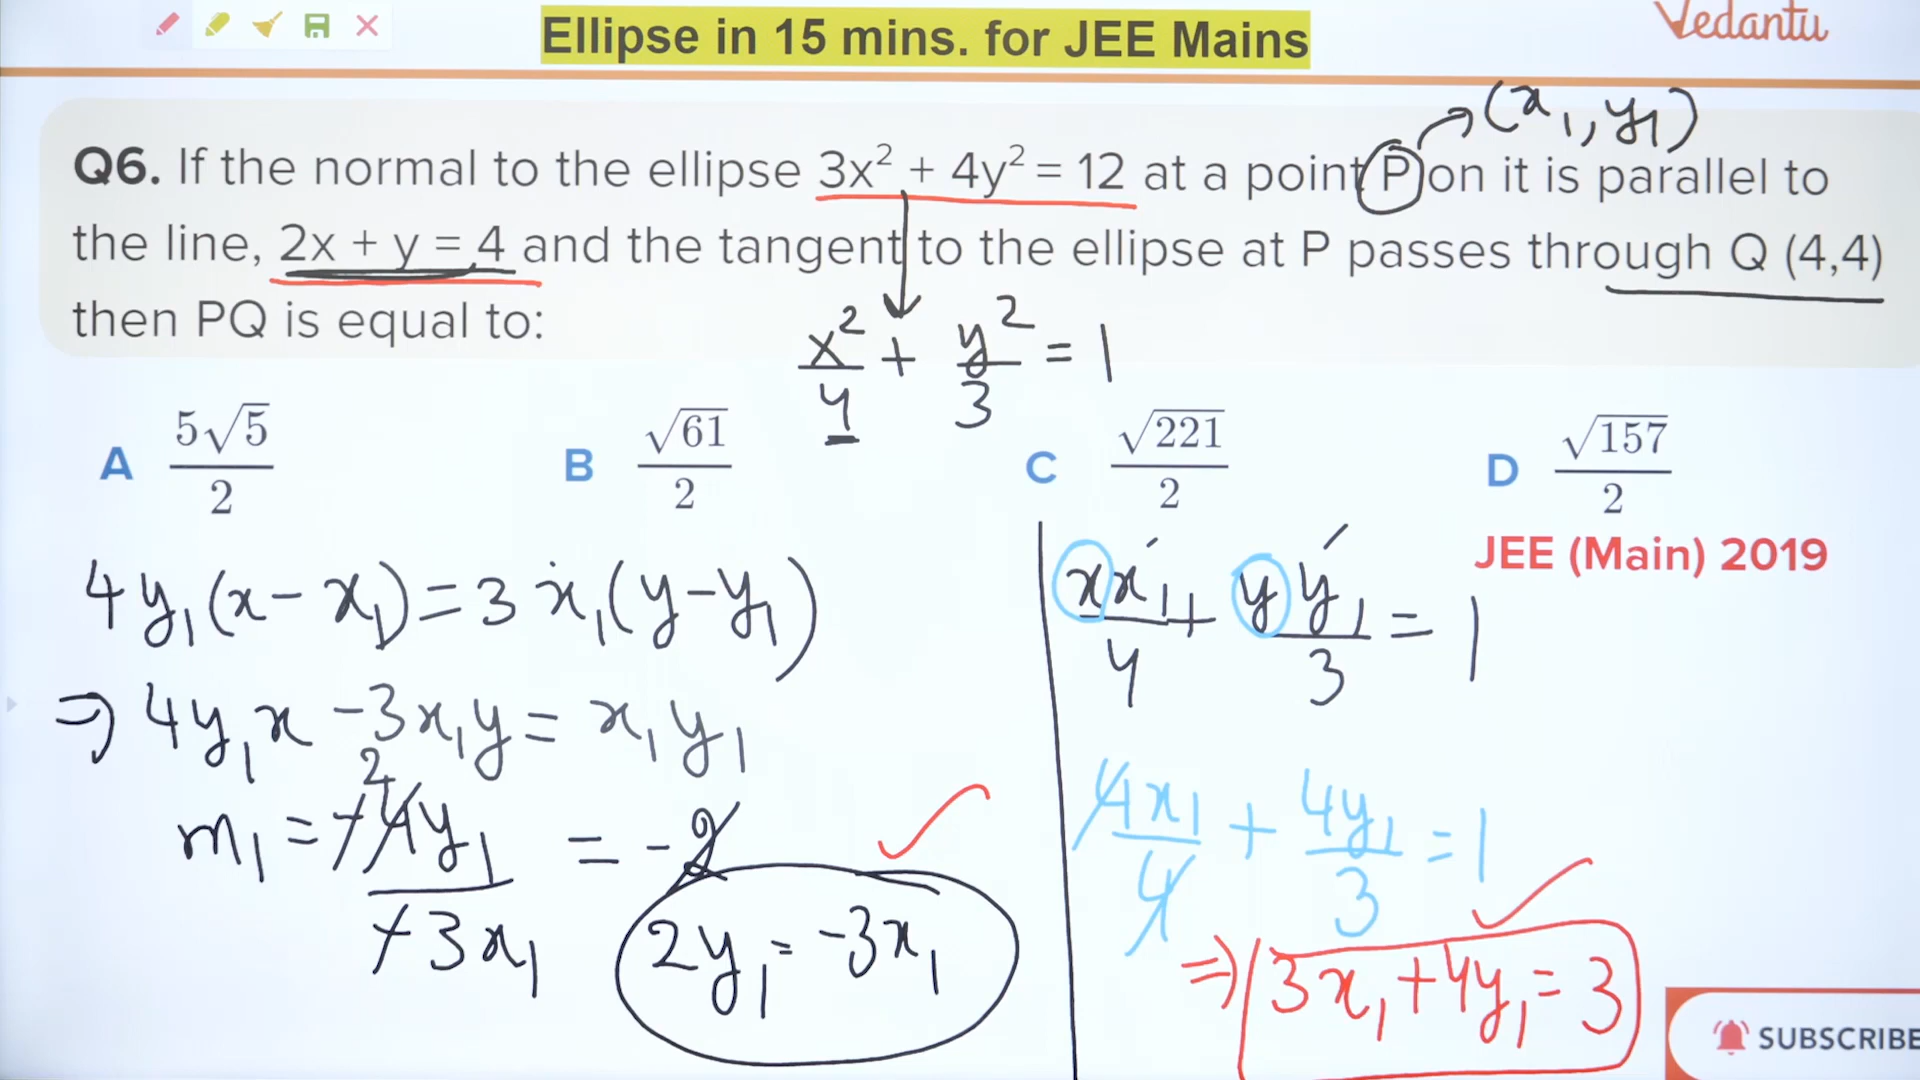 Ellipse in 15 mins. for JEE Mains
Vedantu
(x₁, y₁)
Q6. If the normal to the ellipse 3x² + 4y² = 12 at a point P on it is parallel to
the line, 2x + y = 4 and the tangent to the ellipse at P passes through Q (4,4)
then PQ is equal to:
x²/4 + y²/3 = 1
A 5√5/2
B √61/2
C √221/2
D √157/2
JEE (Main) 2019
4y₁(x - x₁) = 3x₁(y - y₁)
⇒ 4y₁x - 3x₁y = x₁y₁
2
m₁ = -4y₁/-3x₁ = -2
2y₁ = -3x₁
xx₁/4 + yy₁/3 = 1
4x₁/4 + 4y₁/3 = 1
⇒ 3x₁ + 4y₁ = 3
SUBSCRIBE